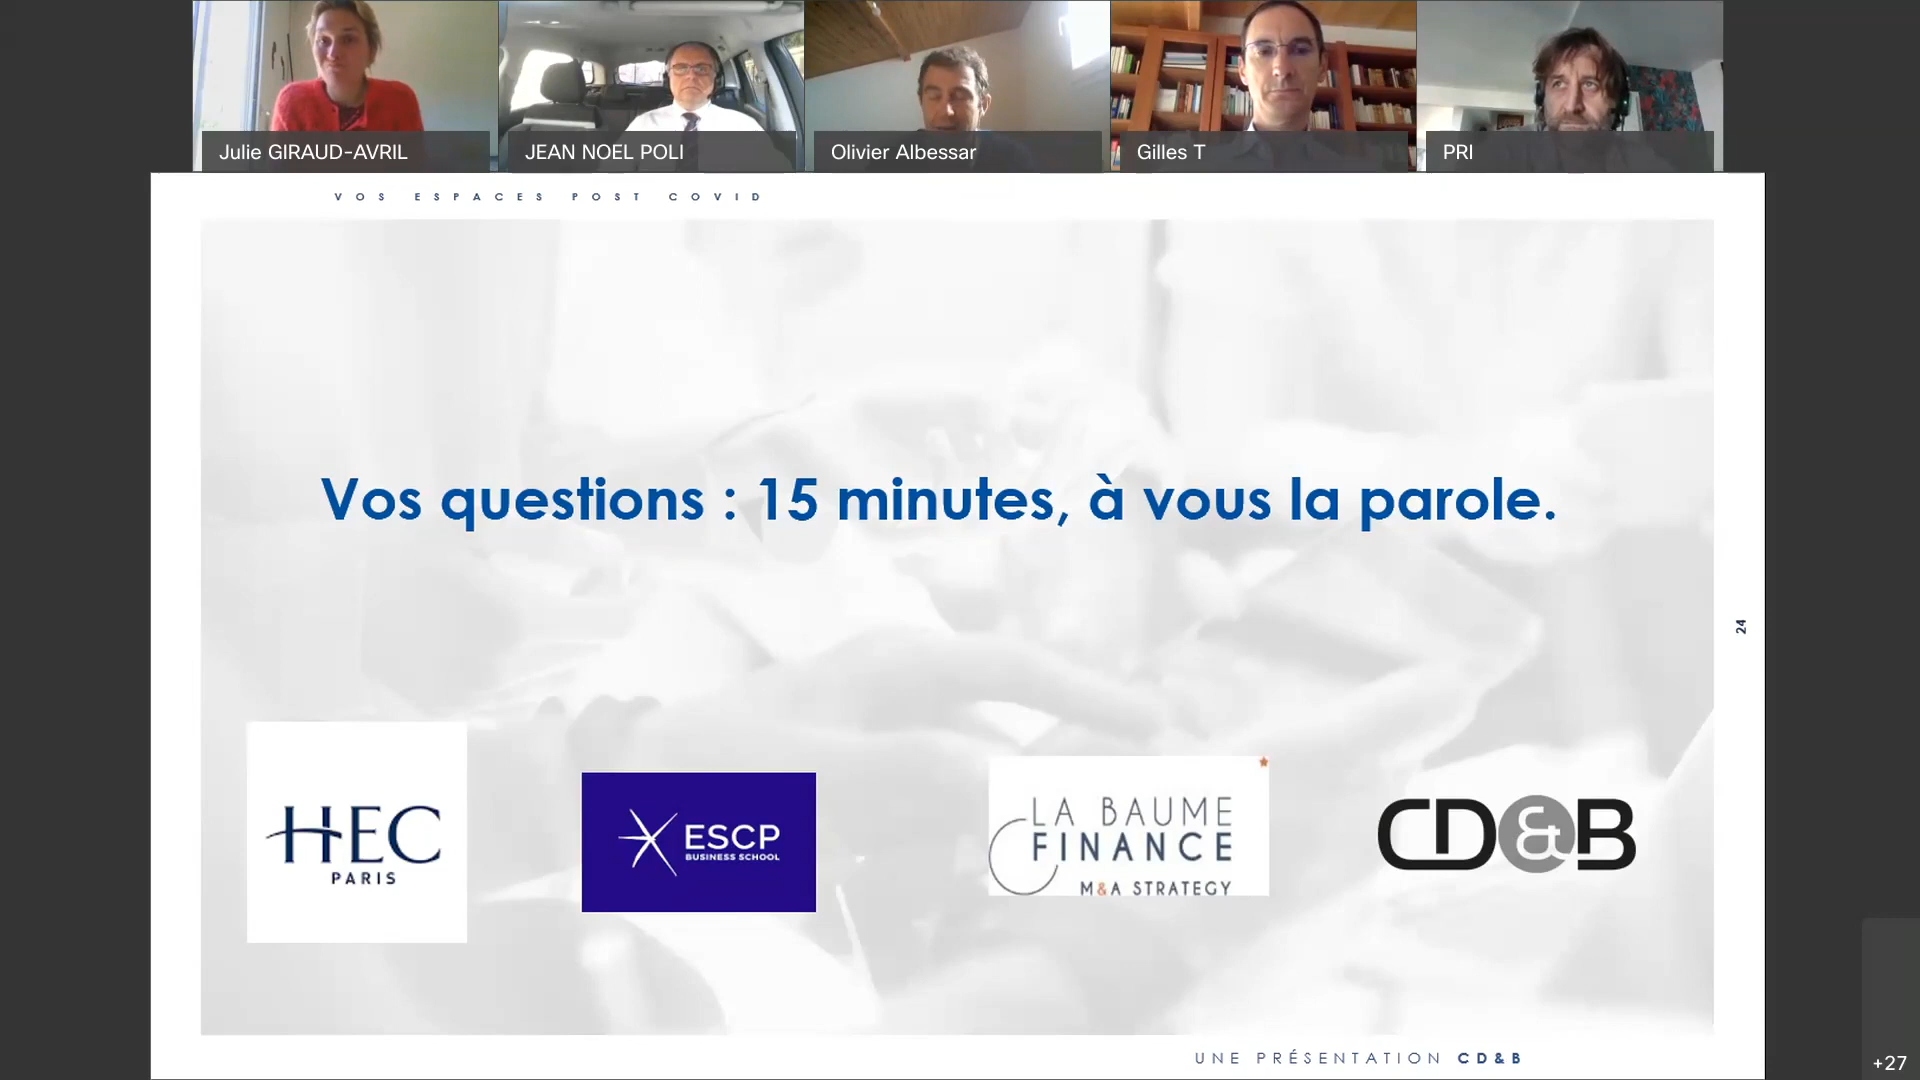 Julie GIRAUD-AVRIL
JEAN NOEL POLI
Olivier Albessar
Gilles T
PRI
VOS ESPACES POST COVID
Vos questions : 15 minutes, à vous la parole.
24
HEC
PARIS
ESCP
BUSINESS SCHOOL
LA BAUME
FINANCE
M&A STRATEGY
CD&B
UNE PRÉSENTATION CD&B
+27